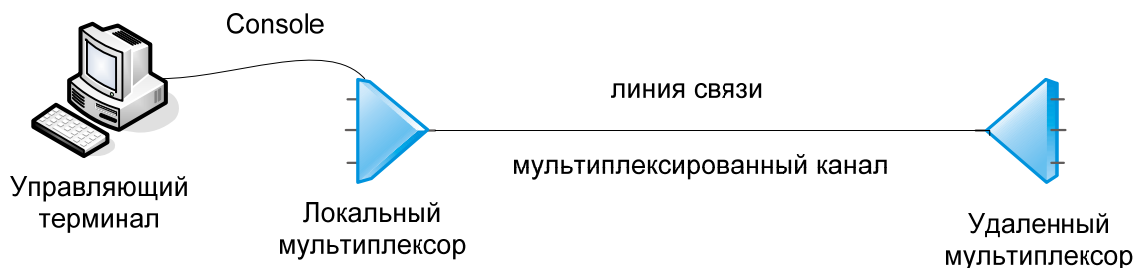 Console
линия связи
мультиплексированный канал
Управляющий
терминал
Локальный
мультиплексор
Удаленный
мультиплексор